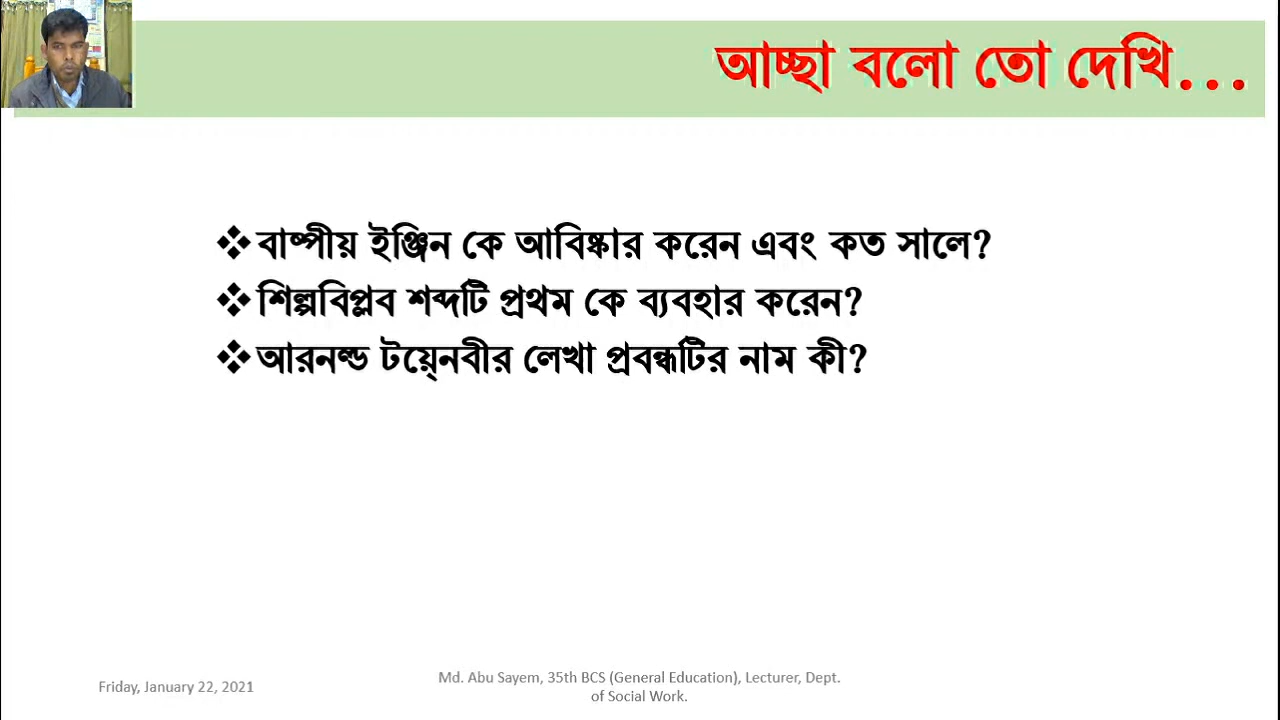 আচ্ছা বলো তো দেখি...
❖বাষ্পীয় ইঞ্জিন কে আবিষ্কার করেন এবং কত সালে?
❖শিল্পবিপ্লব শব্দটি প্রথম কে ব্যবহার করেন?
❖আরনল্ড টয়্নেবীর লেখা প্রবন্ধটির নাম কী?
Friday, January 22, 2021
Md. Abu Sayem, 35th BCS (General Education), Lecturer, Dept.
of Social Work.